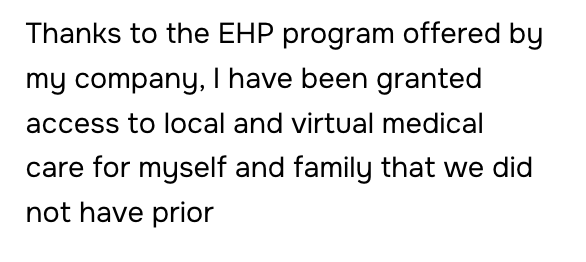 Thanks to the EHP program offered by
my company, I have been granted
access to local and virtual medical
care for myself and family that we did
not have prior